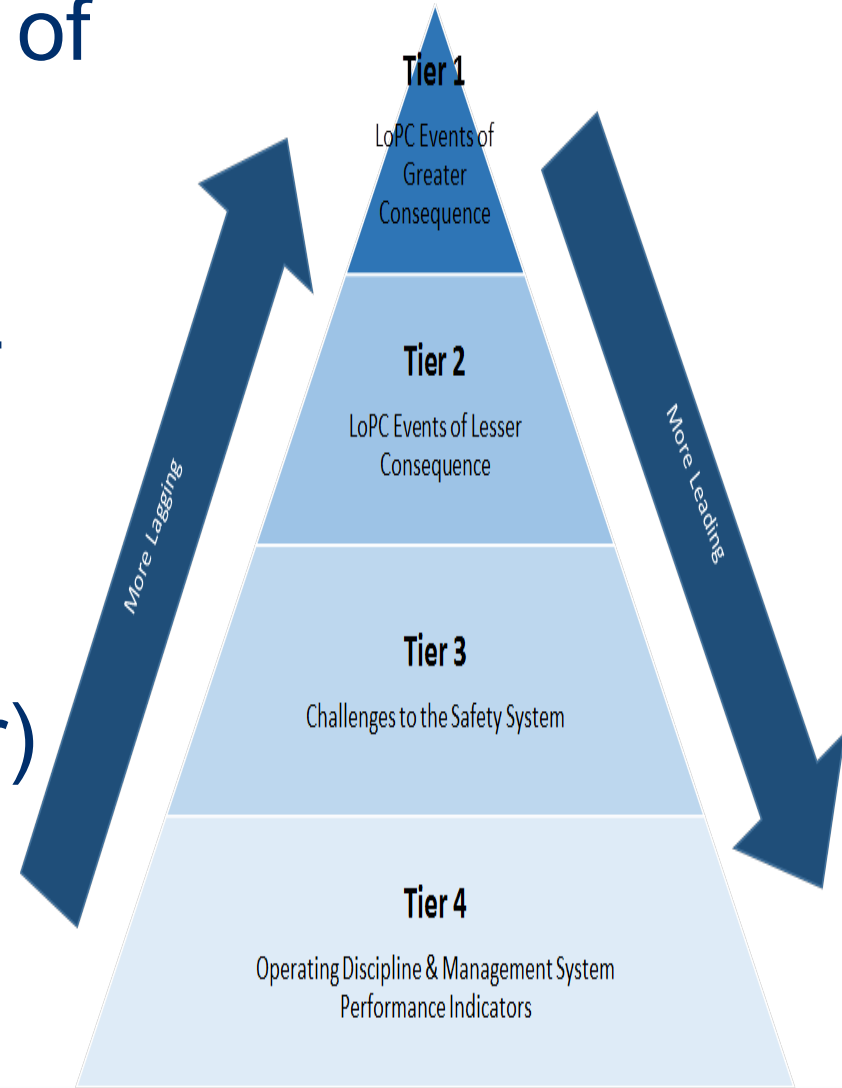 of
Tier 1
LoPC Events of
Greater
Consequence
Tier 2
LoPC Events of Lesser
Consequence
More Lagging
More Leading
Tier 3
Challenges to the Safety System
r)
Tier 4
Operating Discipline & Management System
Performance Indicators